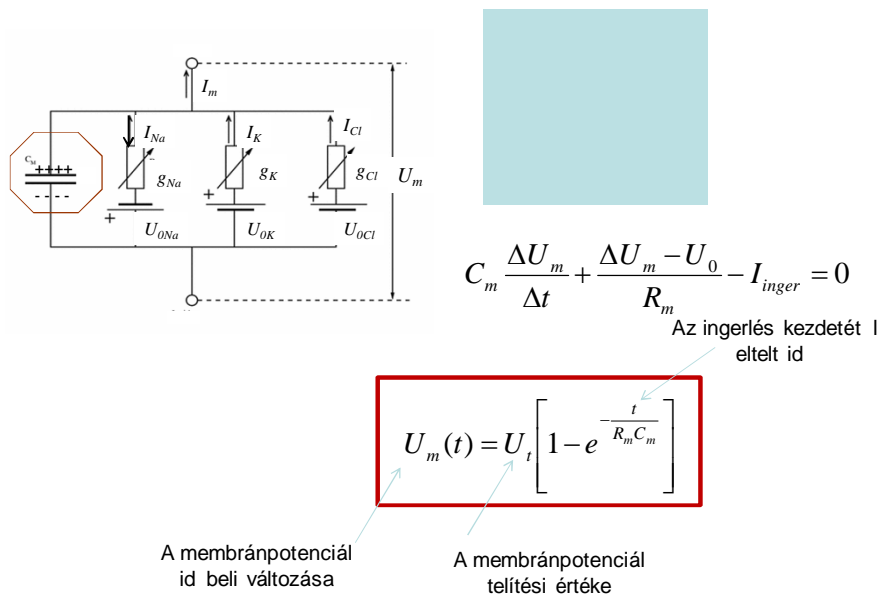 I_m
I_Na I_K I_Cl
C_M ++++ g_Na g_K g_Cl U_m
- - - - + + +
U_0Na U_0K U_0Cl
C_m ΔU_m/Δt + (ΔU_m − U_0)/R_m − I_inger = 0
Az ingerlés kezdetét l
eltelt id
U_m(t) = U_t[1 − e^(−t/(R_m C_m))]
A membránpotenciál
id beli változása
A membránpotenciál
telítési értéke